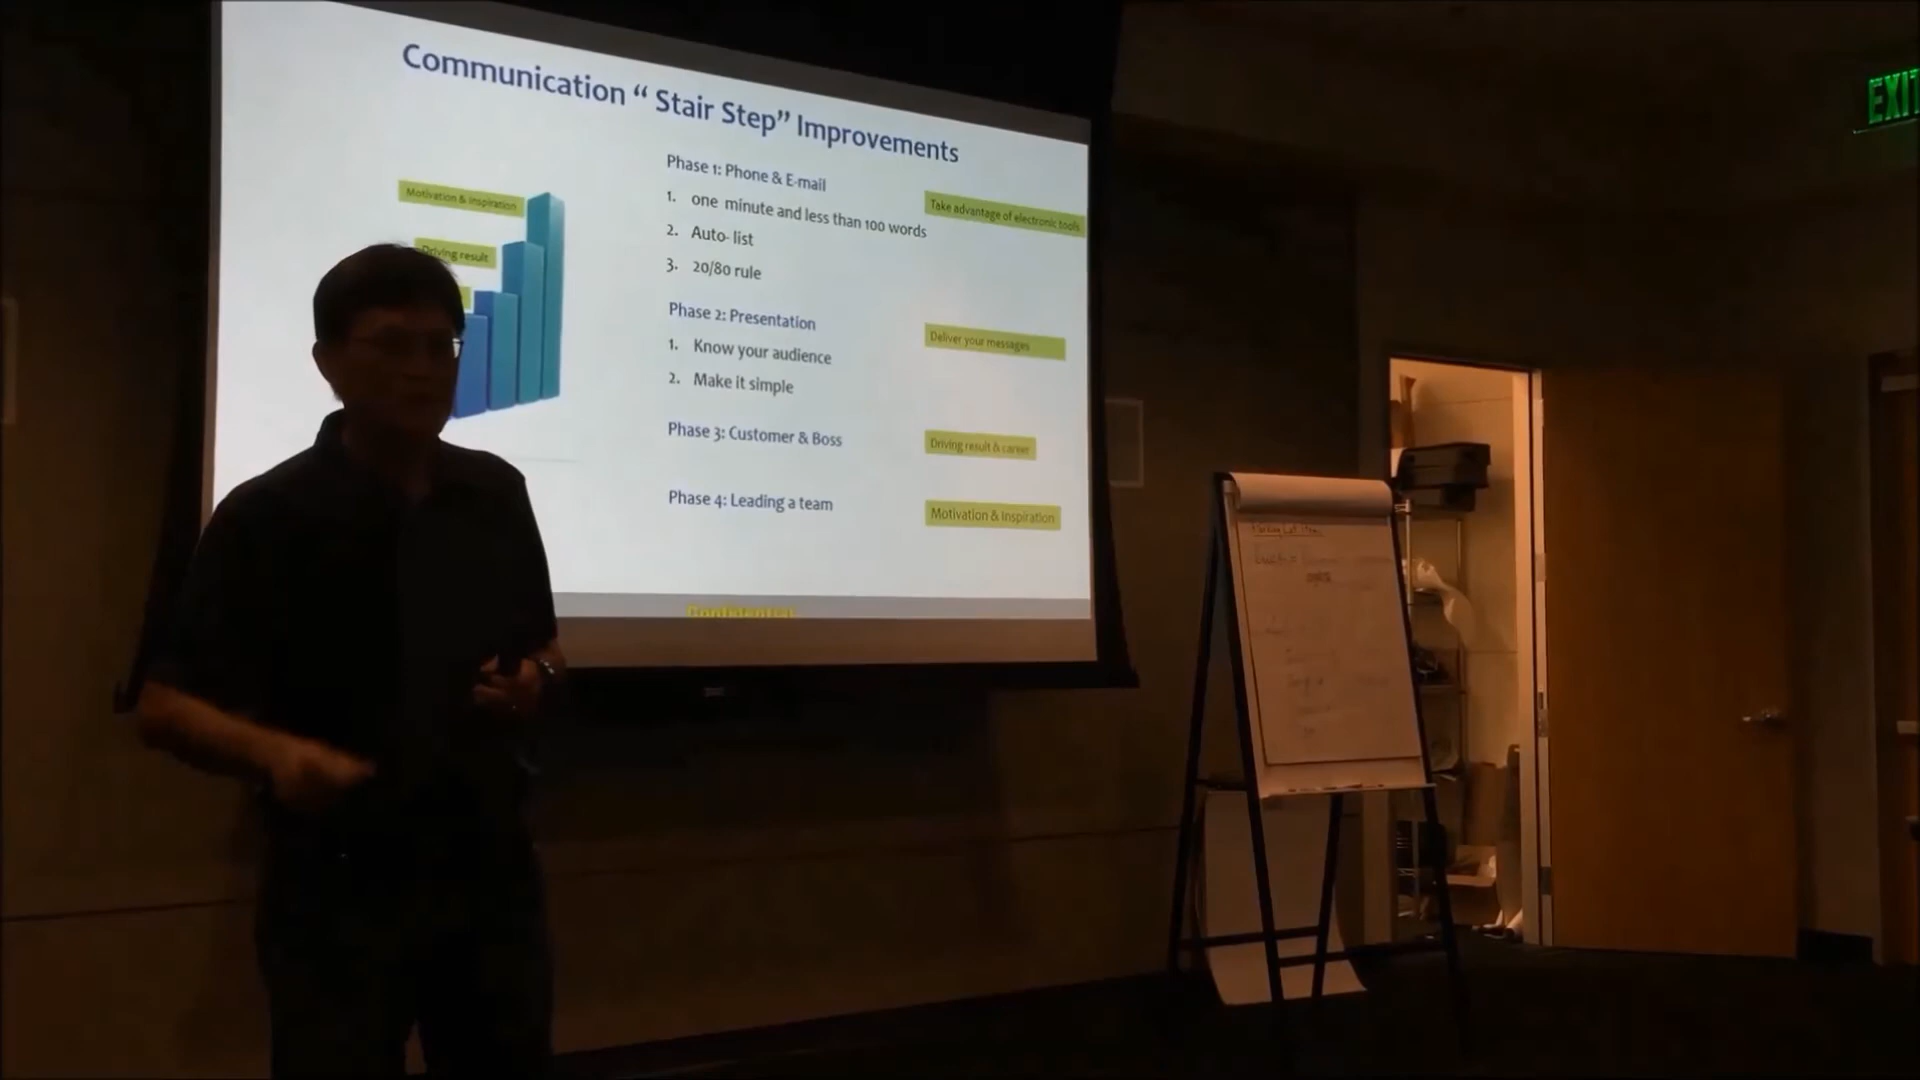 Communication “ Stair Step” Improvements
Motivation & Inspiration
Driving result
Phase 1: Phone & E-mail
1. one minute and less than 100 words
2. Auto- list
3. 20/80 rule
Take advantage of electronic tools
Phase 2: Presentation
1. Know your audience
2. Make it simple
Deliver your messages
Phase 3: Customer & Boss
Driving result & career
Phase 4: Leading a team
Motivation & Inspiration
Confidential
EXIT